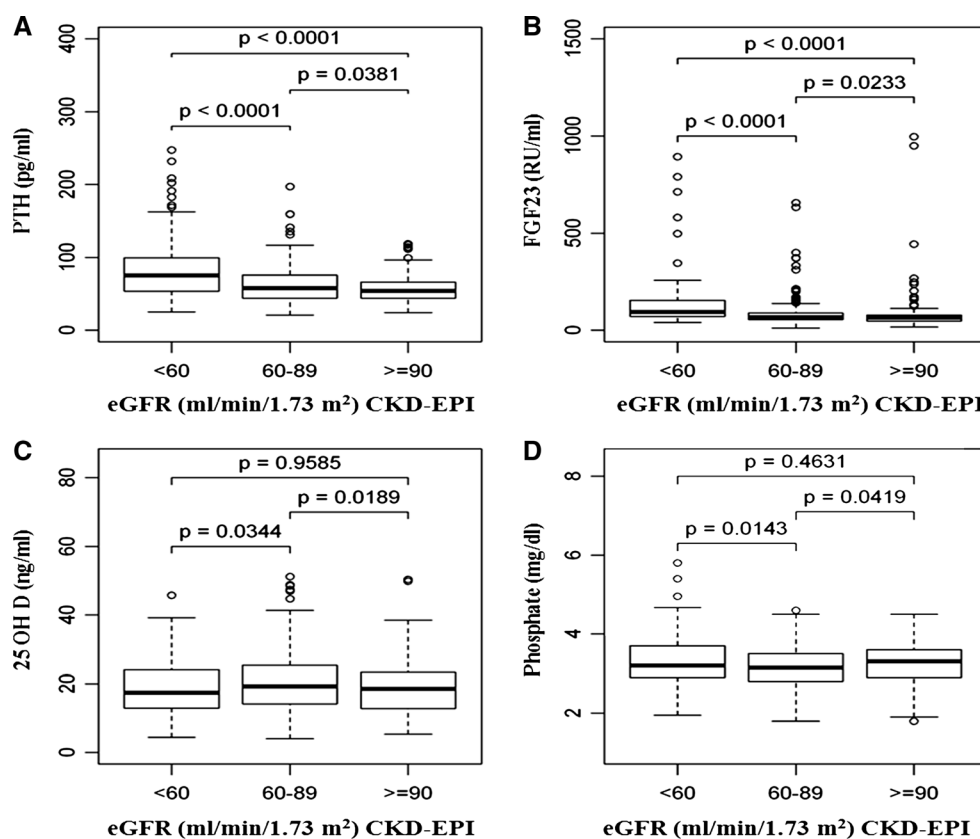 A
PTH (pg/ml)
400
300
200
100
0
p < 0.0001
p = 0.0381
p < 0.0001
<60 60-89 >=90
eGFR (ml/min/1.73 m²) CKD-EPI
B
FGF23 (RU/ml)
1500
1000
500
0
p < 0.0001
p = 0.0233
p < 0.0001
<60 60-89 >=90
eGFR (ml/min/1.73 m²) CKD-EPI
C
25 OH D (ng/ml)
80
60
40
20
0
p = 0.9585
p = 0.0189
p = 0.0344
<60 60-89 >=90
eGFR (ml/min/1.73 m²) CKD-EPI
D
Phosphate (mg/dl)
8
6
4
2
p = 0.4631
p = 0.0419
p = 0.0143
<60 60-89 >=90
eGFR (ml/min/1.73 m²) CKD-EPI